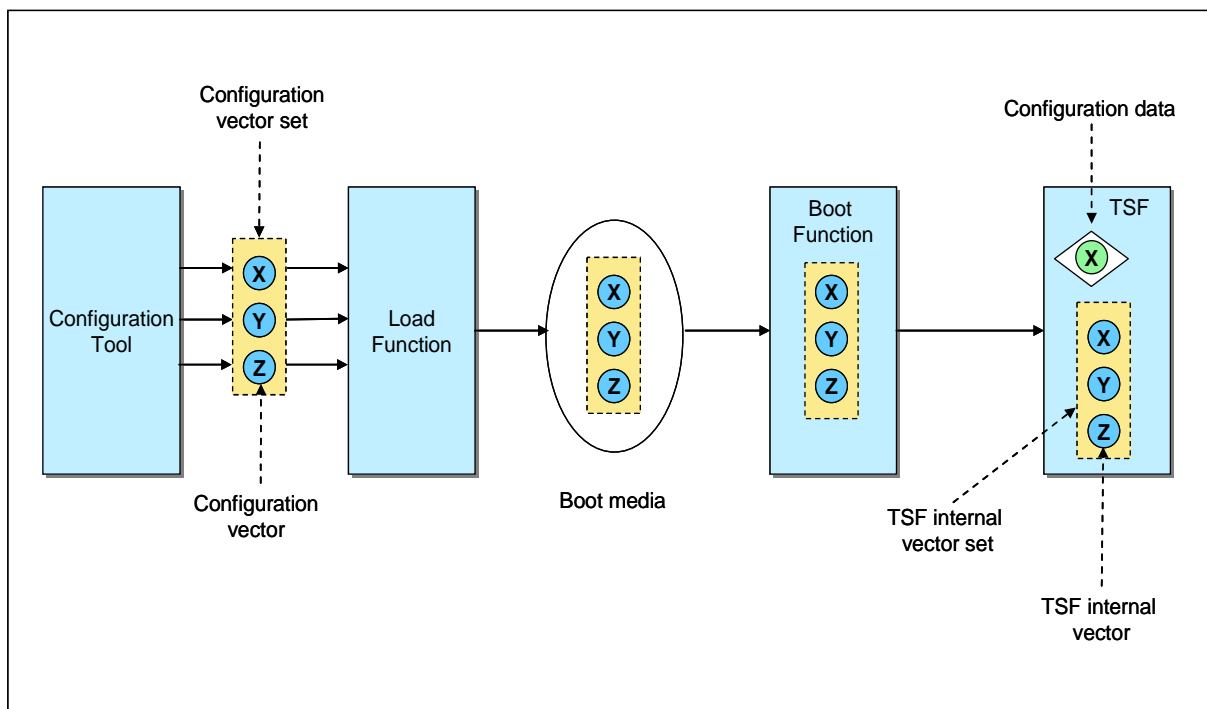 Configuration
vector set
Configuration data
Configuration
Tool
X
Y
Z
Load
Function
X
Y
Z
Boot
Function
X
Y
Z
TSF
X
X
Y
Z
Configuration
vector
Boot media
TSF internal
vector set
TSF internal
vector